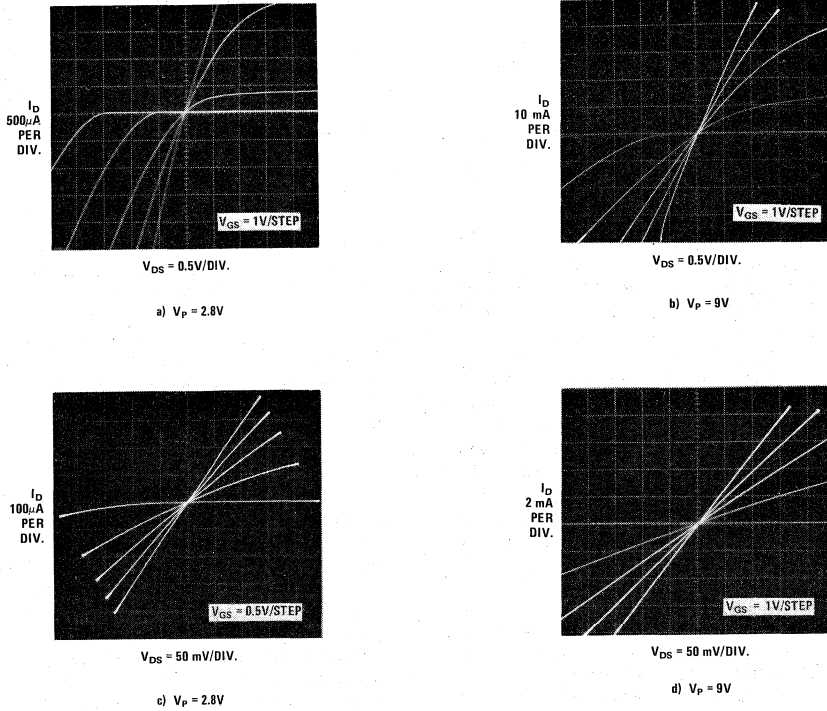 I_D
500μA
PER
DIV.
V_GS = 1V/STEP
V_DS = 0.5V/DIV.
a) V_P = 2.8V
I_D
10 mA
PER
DIV.
V_GS = 1V/STEP
V_DS = 0.5V/DIV.
b) V_P = 9V
I_D
100μA
PER
DIV.
V_GS = 0.5V/STEP
V_DS = 50 mV/DIV.
c) V_P = 2.8V
I_D
2 mA
PER
DIV.
V_GS = 1V/STEP
V_DS = 50 mV/DIV.
d) V_P = 9V